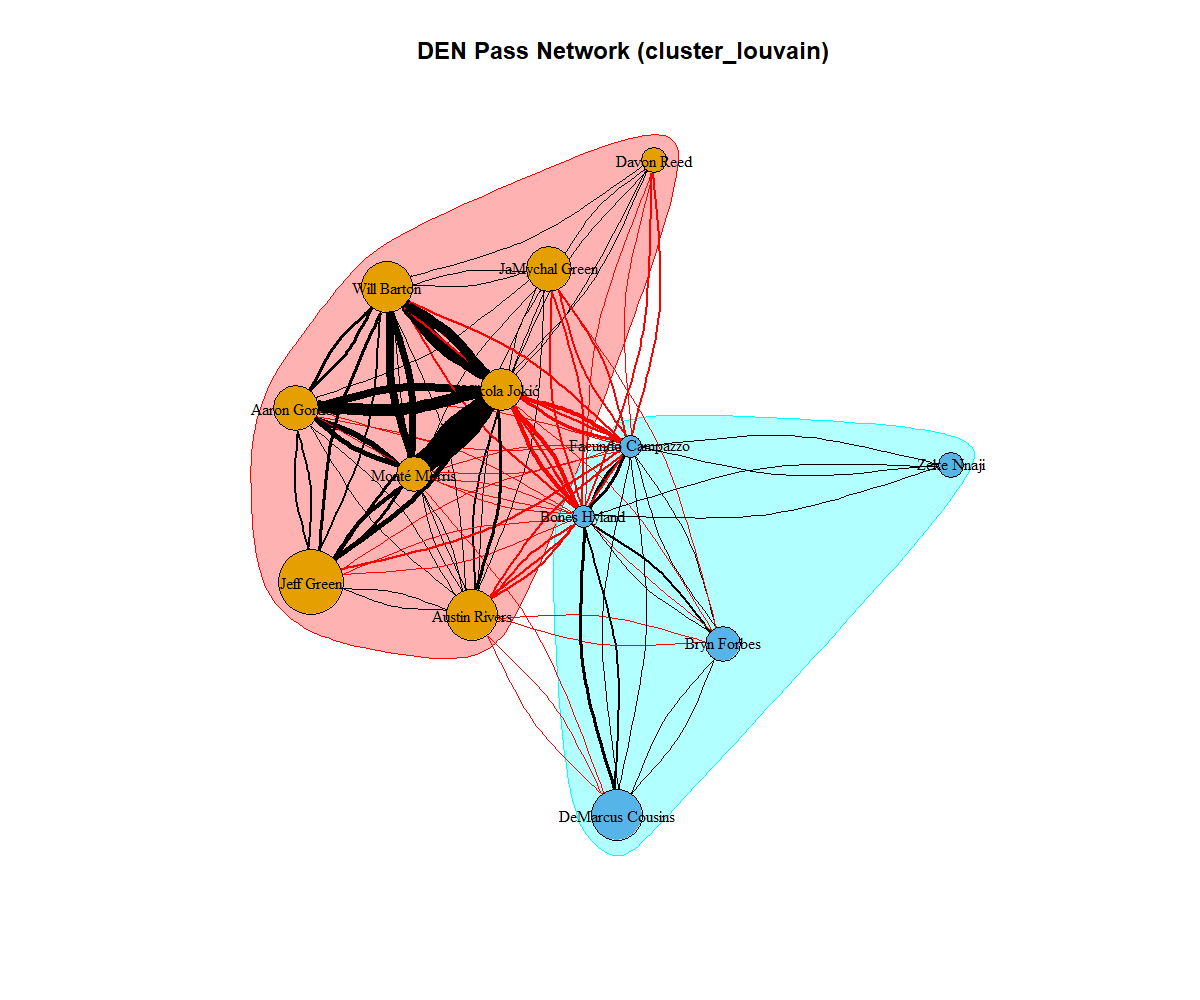 DEN Pass Network (cluster_louvain)
Davon Reed
JaMychal Green
Will Barton
kola Jokić
Aaron Gordon
Facundo Campazzo
Zeke Nnaji
Monté Morris
Bones Hyland
Jeff Green
Austin Rivers
Bryn Forbes
DeMarcus Cousins